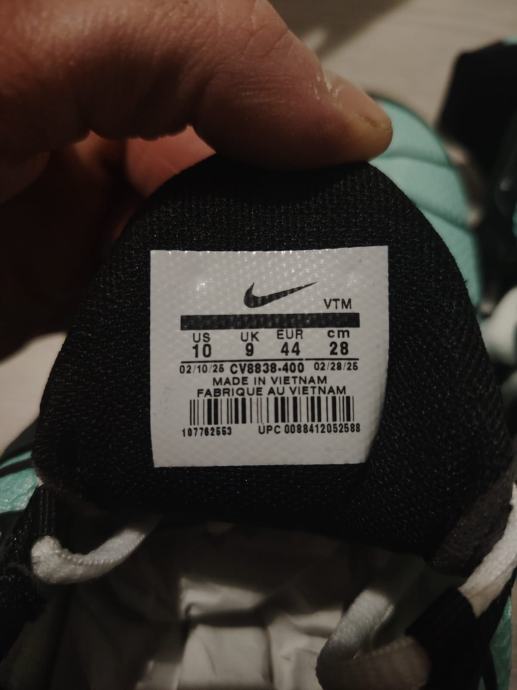 VTM
US UK EUR cm
10 9 44 28
02/10/25 CV8838-400 02/28/25
MADE IN VIETNAM
FABRIQUE AU VIETNAM
107762553 UPC 0088412052588